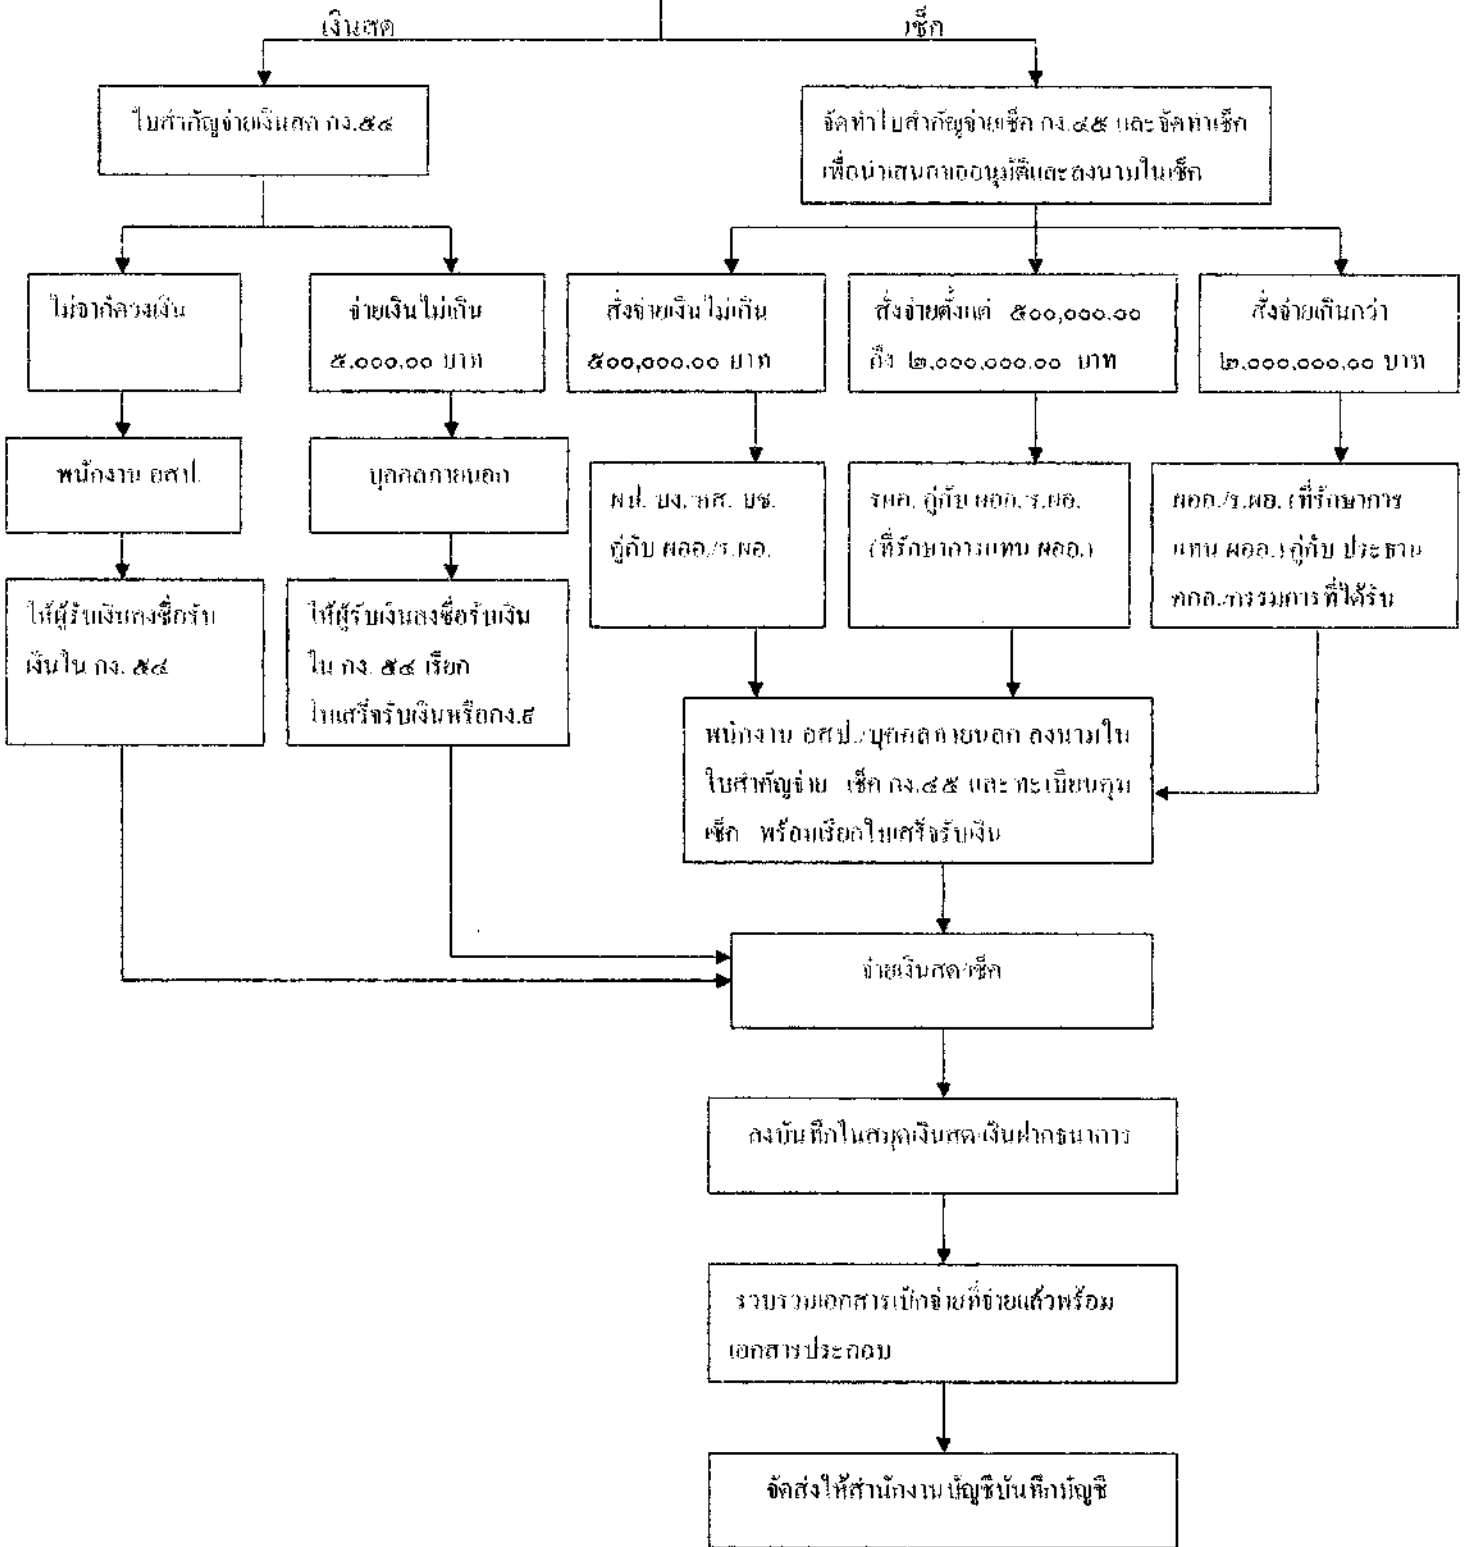 เงินสด
เช็ค
ใบสำคัญจ่ายเงินสด กง.๕๔
จัดทำใบสำคัญจ่ายเช็ค กง.๔๕ และจัดทำเช็ค
เพื่อนำเสนอขออนุมัติและลงนามในเช็ค
ไม่จำกัดวงเงิน
จ่ายเงินไม่เกิน
๕,๐๐๐.๐๐ บาท
สั่งจ่ายเงินไม่เกิน
๕๐๐,๐๐๐.๐๐ บาท
สั่งจ่ายตั้งแต่ ๕๐๐,๐๐๐.๐๐
ถึง ๒,๐๐๐,๐๐๐.๐๐ บาท
สั่งจ่ายเกินกว่า
๒,๐๐๐,๐๐๐.๐๐ บาท
พนักงาน อสป.
บุคคลภายนอก
ผป. บง./หส. บช.
คู่กับ ผออ./ร.ผอ.
รผอ. คู่กับ ผออ./ร.ผอ.
(ที่รักษาการแทน ผออ.)
ผออ./ร.ผอ. (ที่รักษาการ
แทน ผออ.) คู่กับ ประธาน
คกอ./กรรมการที่ได้รับ
ให้ผู้รับเงินลงชื่อรับ
เงินใน กง. ๕๔
ให้ผู้รับเงินลงชื่อรับเงิน
ใน กง. ๕๔ เรียก
ใบเสร็จรับเงินหรือกง.๙
พนักงาน อสป./บุคคลภายนอก ลงนามใน
ใบสำคัญจ่าย เช็ค กง.๔๕ และทะเบียนคุม
เช็ค พร้อมเรียกใบเสร็จรับเงิน
จ่ายเงินสด/เช็ค
ลงบันทึกในสมุดเงินสด/เงินฝากธนาคาร
รวบรวมเอกสารเบิกจ่ายที่จ่ายแล้วพร้อม
เอกสารประกอบ
จัดส่งให้สำนักงานบัญชีบันทึกบัญชี